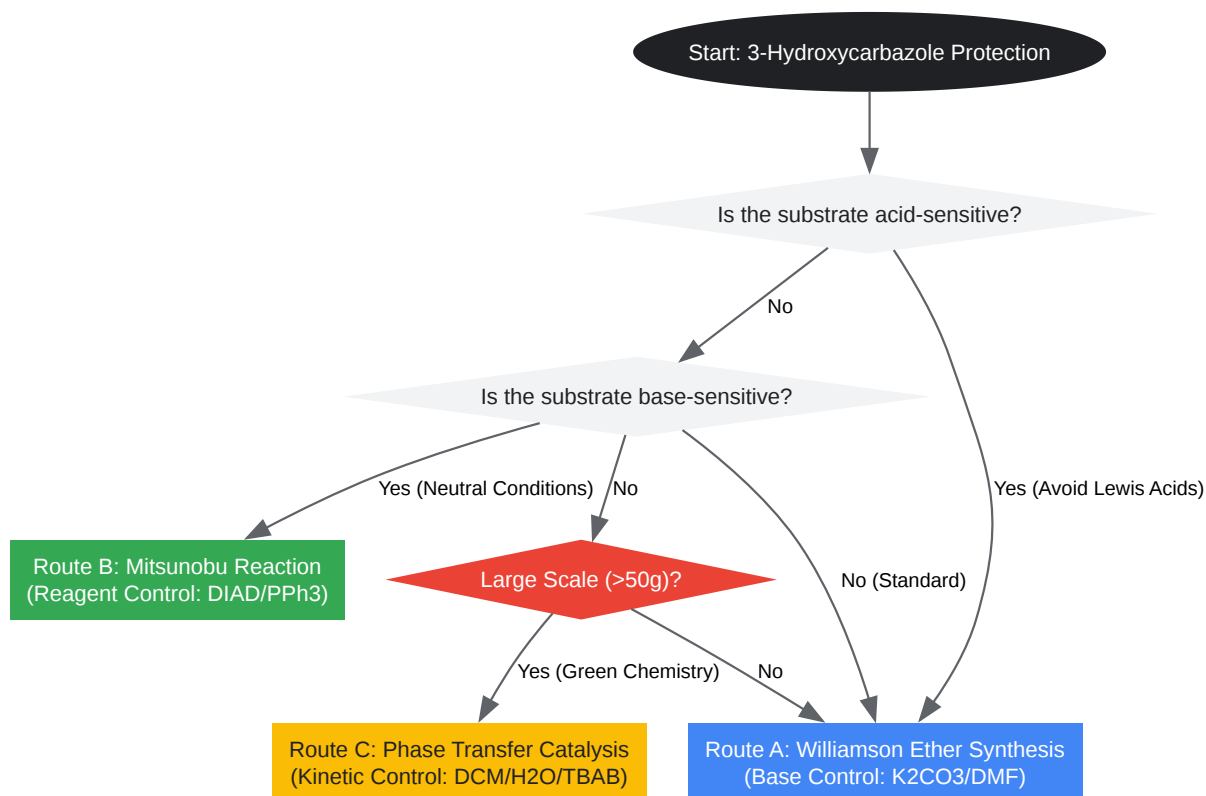 Start: 3-Hydroxycarbazole Protection
Is the substrate acid-sensitive?
No
Is the substrate base-sensitive?
Yes (Neutral Conditions)
No
Yes (Avoid Lewis Acids)
Route B: Mitsunobu Reaction
(Reagent Control: DIAD/PPh3)
Large Scale (>50g)?
No (Standard)
Yes (Green Chemistry)
No
Route C: Phase Transfer Catalysis
(Kinetic Control: DCM/H2O/TBAB)
Route A: Williamson Ether Synthesis
(Base Control: K2CO3/DMF)